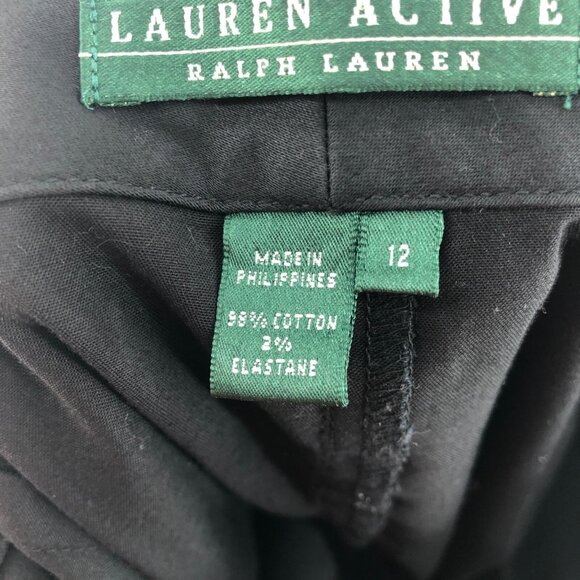 LAUREN ACTIVE
RALPH LAUREN
MADE IN
PHILIPPINES
98% COTTON
2%
ELASTANE
12